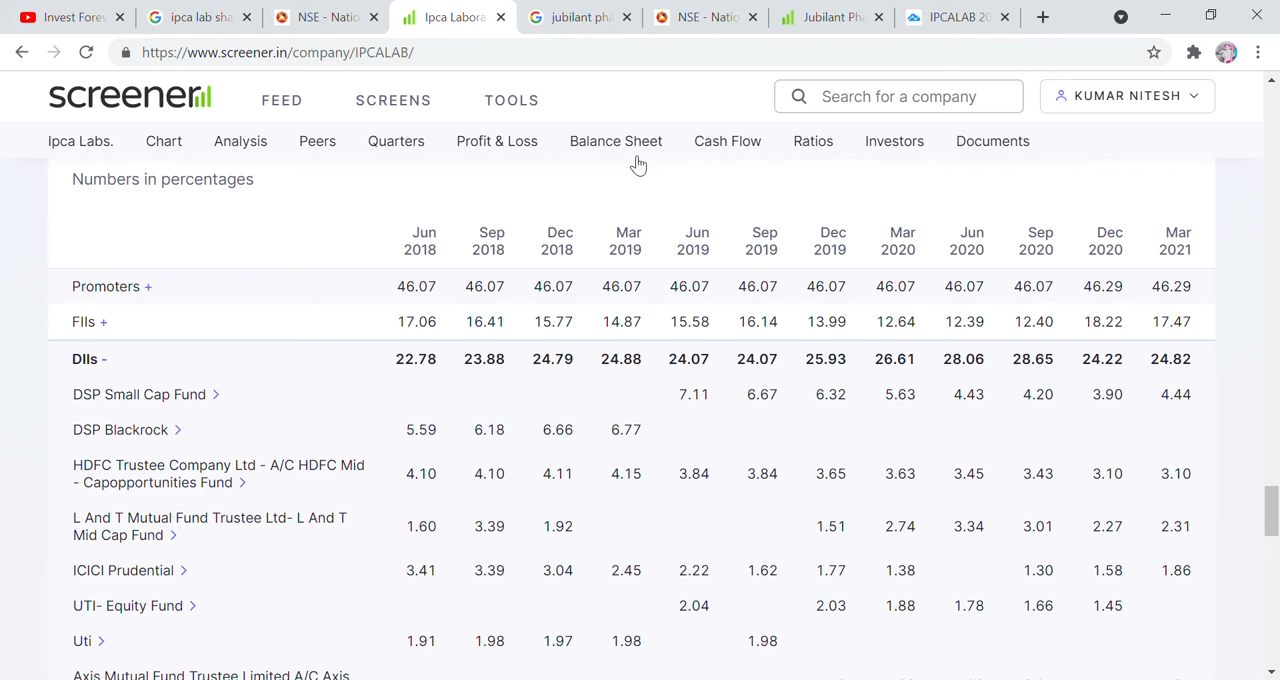 Invest Forev
ipca lab sha
NSE - Natio
Ipca Labora
jubilant pha
NSE - Natio
Jubilant Pha
IPCALAB 20
https://www.screener.in/company/IPCALAB/
screener
FEED SCREENS TOOLS
Search for a company
KUMAR NITESH
Ipca Labs. Chart Analysis Peers Quarters Profit & Loss Balance Sheet Cash Flow Ratios Investors Documents
Numbers in percentages
Jun 2018 Sep 2018 Dec 2018 Mar 2019 Jun 2019 Sep 2019 Dec 2019 Mar 2020 Jun 2020 Sep 2020 Dec 2020 Mar 2021
Promoters + 46.07 46.07 46.07 46.07 46.07 46.07 46.07 46.07 46.07 46.07 46.29 46.29
FIIs + 17.06 16.41 15.77 14.87 15.58 16.14 13.99 12.64 12.39 12.40 18.22 17.47
DIIs - 22.78 23.88 24.79 24.88 24.07 24.07 25.93 26.61 28.06 28.65 24.22 24.82
DSP Small Cap Fund > 7.11 6.67 6.32 5.63 4.43 4.20 3.90 4.44
DSP Blackrock > 5.59 6.18 6.66 6.77
HDFC Trustee Company Ltd - A/C HDFC Mid
- Capopportunities Fund > 4.10 4.10 4.11 4.15 3.84 3.84 3.65 3.63 3.45 3.43 3.10 3.10
L And T Mutual Fund Trustee Ltd- L And T
Mid Cap Fund > 1.60 3.39 1.92 1.51 2.74 3.34 3.01 2.27 2.31
ICICI Prudential > 3.41 3.39 3.04 2.45 2.22 1.62 1.77 1.38 1.30 1.58 1.86
UTI- Equity Fund > 2.04 2.03 1.88 1.78 1.66 1.45
Uti > 1.91 1.98 1.97 1.98 1.98
Axis Mutual Fund Trustee Limited A/C Axis